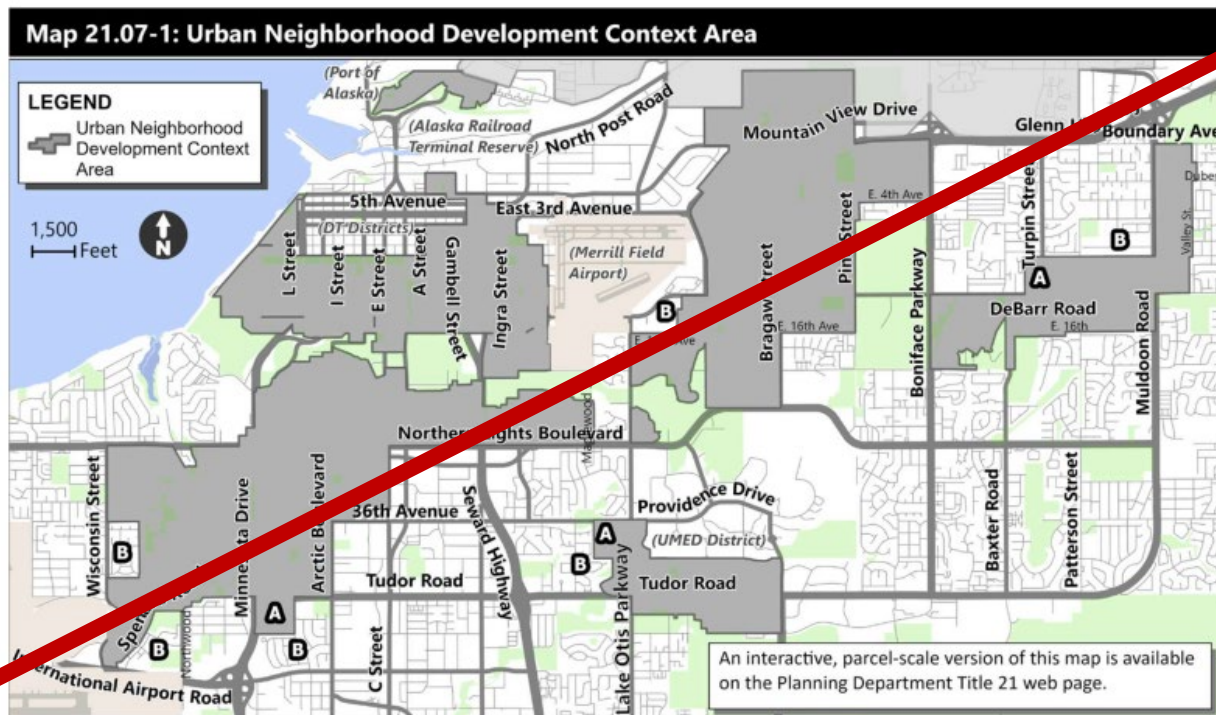 Map 21.07-1: Urban Neighborhood Development Context Area
LEGEND
Urban Neighborhood
Development Context
Area
1,500
Feet
N
(Port of
Alaska)
(Alaska Railroad
Terminal Reserve)
North Post Road
Mountain View Drive
Glenn
Boundary Ave
5th Avenue
East 3rd Avenue
E. 4th Ave
(DT Districts)
(Merrill Field
Airport)
L Street
I Street
E Street
A Street
Gambell Street
Ingra Street
Street
Boniface Parkway
Turpin Street
Valley St.
B
A
B
DeBarr Road
E. 16th Ave
E. 16th
Muldoon Road
Boulevard
Wisconsin Street
Minnesota Drive
Arctic Boulevard
36th Avenue
Seward Highway
Providence Drive
(UMED District)
Baxter Road
Patterson Street
B
A
B
Tudor Road
Tudor Road
Lake Otis Parkway
A
B
B
Northwood
C Street
International Airport Road
An interactive, parcel-scale version of this map is available
on the Planning Department Title 21 web page.